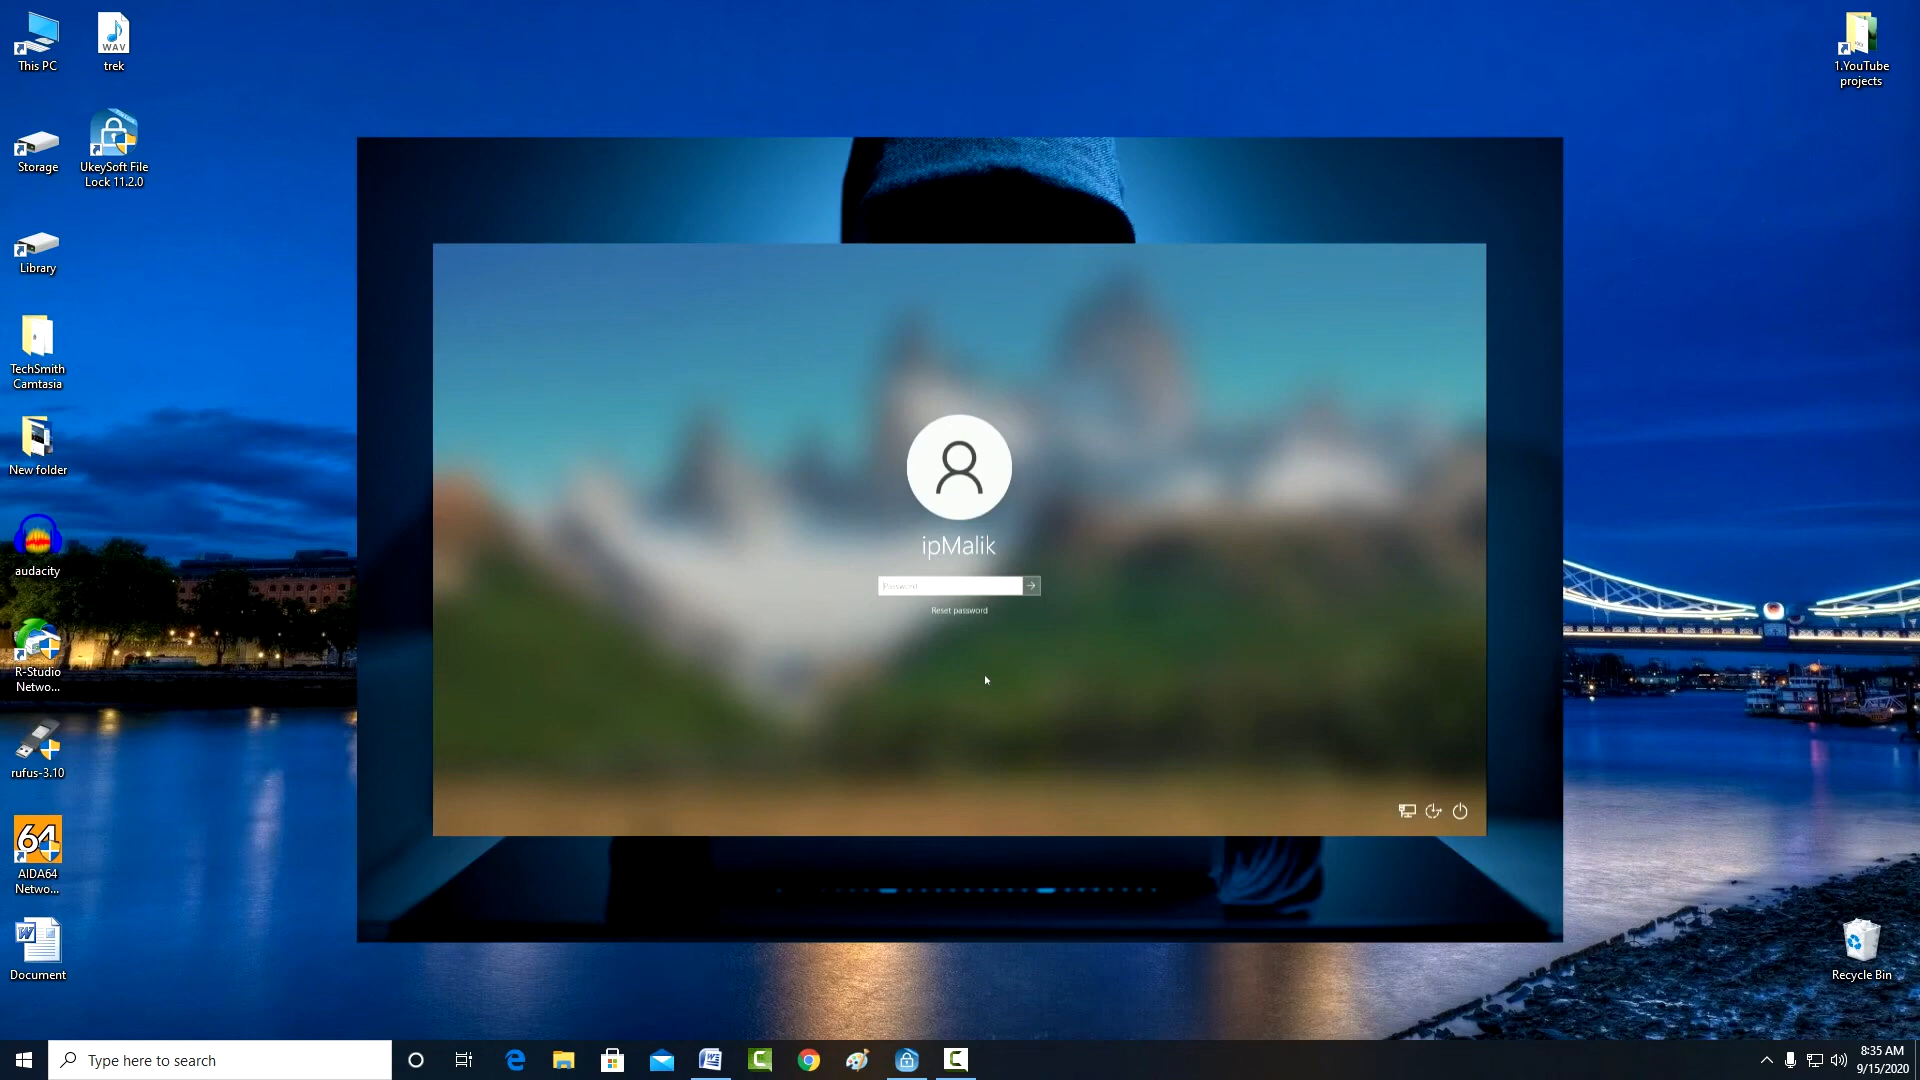 This PC
WAV
trek
1.YouTube
projects
Storage
UkeySoft File
Lock 11.2.0
Library
TechSmith
Camtasia
New folder
audacity
R-Studio
Netwo...
rufus-3.10
64
AIDA64
Netwo...
Document
ipMalik
Password
Reset password
Recycle Bin
Type here to search
8:35 AM
9/15/2020